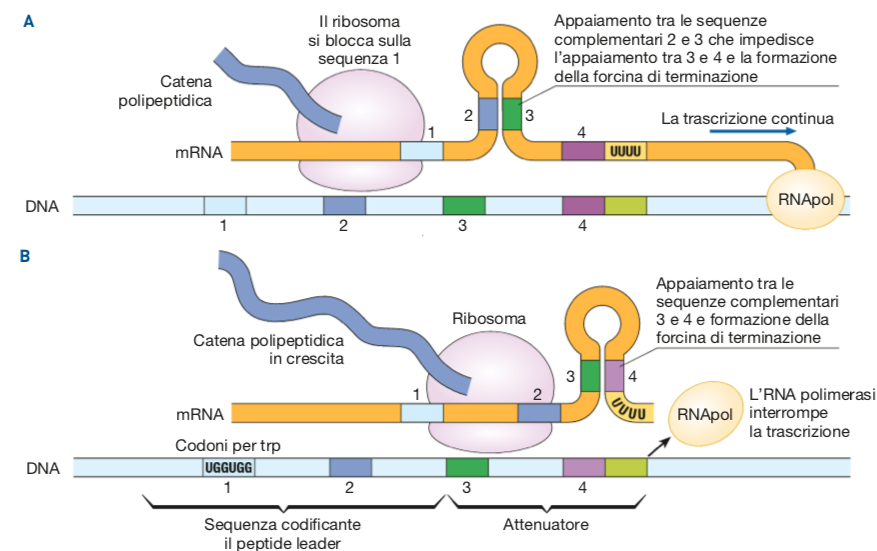 A
Il ribosoma
si blocca sulla
sequenza 1
Appaiamento tra le sequenze
complementari 2 e 3 che impedisce
l'appaiamento tra 3 e 4 e la formazione
della forcina di terminazione
Catena
polipeptidica
2
3
La trascrizione continua
1
4
mRNA
UUUU
DNA
RNApol
1
2
3
4
B
Appaiamento tra le
sequenze complementari
3 e 4 e formazione della
forcina di terminazione
Ribosoma
Catena polipeptidica
in crescita
3
4
1
2
mRNA
UUUU
RNApol
L'RNA polimerasi
interrompe
la trascrizione
Codoni per trp
DNA
UGGUGG
1
2
3
4
Sequenza codificante
il peptide leader
Attenuatore